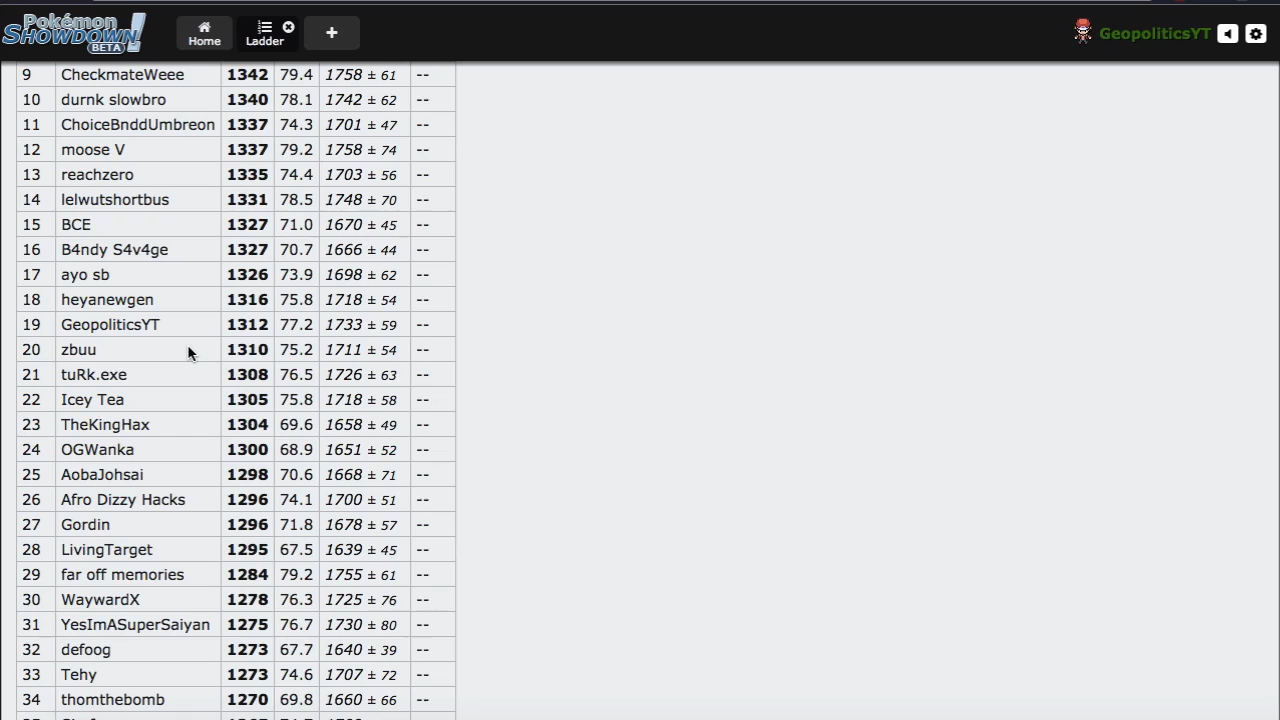 Pokémon
SHOWDOWN!
BETA
Home
Ladder
+
GeopoliticsYT
9 CheckmateWeee 1342 79.4 1758 ± 61 --
10 durnk slowbro 1340 78.1 1742 ± 62 --
11 ChoiceBnddUmbreon 1337 74.3 1701 ± 47 --
12 moose V 1337 79.2 1758 ± 74 --
13 reachzero 1335 74.4 1703 ± 56 --
14 lelwutshortbus 1331 78.5 1748 ± 70 --
15 BCE 1327 71.0 1670 ± 45 --
16 B4ndy S4v4ge 1327 70.7 1666 ± 44 --
17 ayo sb 1326 73.9 1698 ± 62 --
18 heyanewgen 1316 75.8 1718 ± 54 --
19 GeopoliticsYT 1312 77.2 1733 ± 59 --
20 zbuu 1310 75.2 1711 ± 54 --
21 tuRk.exe 1308 76.5 1726 ± 63 --
22 Icey Tea 1305 75.8 1718 ± 58 --
23 TheKingHax 1304 69.6 1658 ± 49 --
24 OGWanka 1300 68.9 1651 ± 52 --
25 AobaJohsai 1298 70.6 1668 ± 71 --
26 Afro Dizzy Hacks 1296 74.1 1700 ± 51 --
27 Gordin 1296 71.8 1678 ± 57 --
28 LivingTarget 1295 67.5 1639 ± 45 --
29 far off memories 1284 79.2 1755 ± 61 --
30 WaywardX 1278 76.3 1725 ± 76 --
31 YesImASuperSaiyan 1275 76.7 1730 ± 80 --
32 defoog 1273 67.7 1640 ± 39 --
33 Tehy 1273 74.6 1707 ± 72 --
34 thomthebomb 1270 69.8 1660 ± 66 --